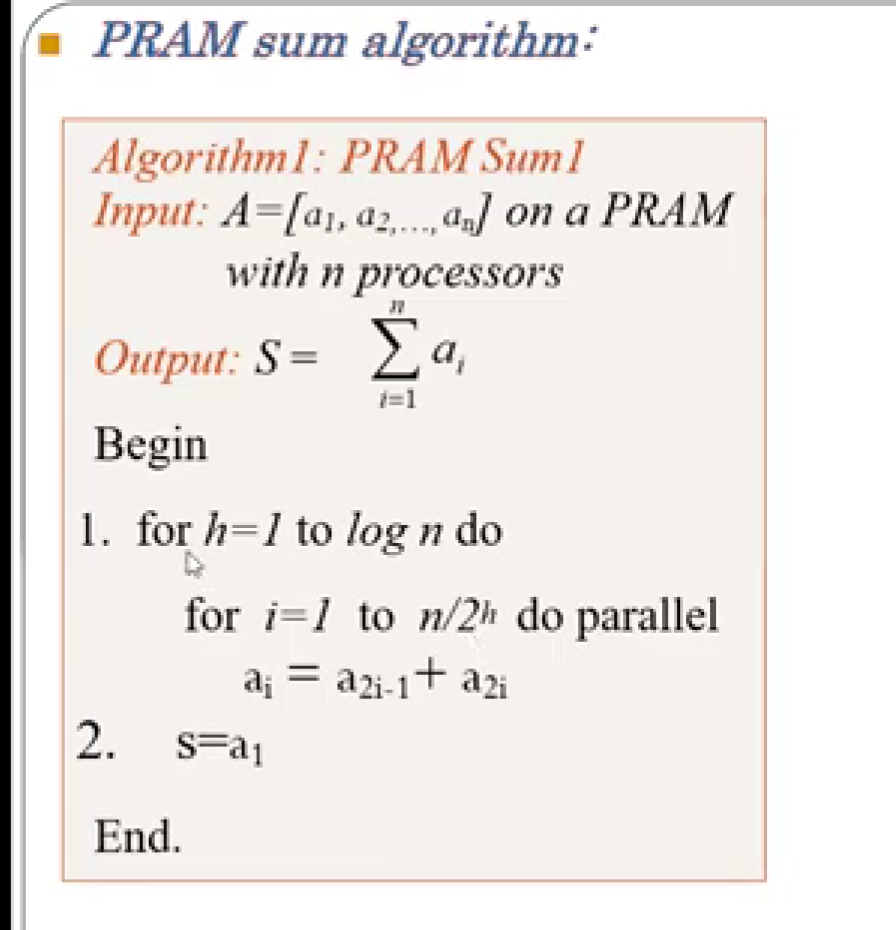 PRAM sum algorithm:
Algorithm1: PRAM Sum1
Input: A=[a₁, a₂,...,aₙ] on a PRAM
with n processors
Output: S = ∑ⁿᵢ₌₁ aᵢ
Begin
1. for h=1 to log n do
for i=1 to n/2ʰ do parallel
aᵢ = a₂ᵢ₋₁+ a₂ᵢ
2. s=a₁
End.